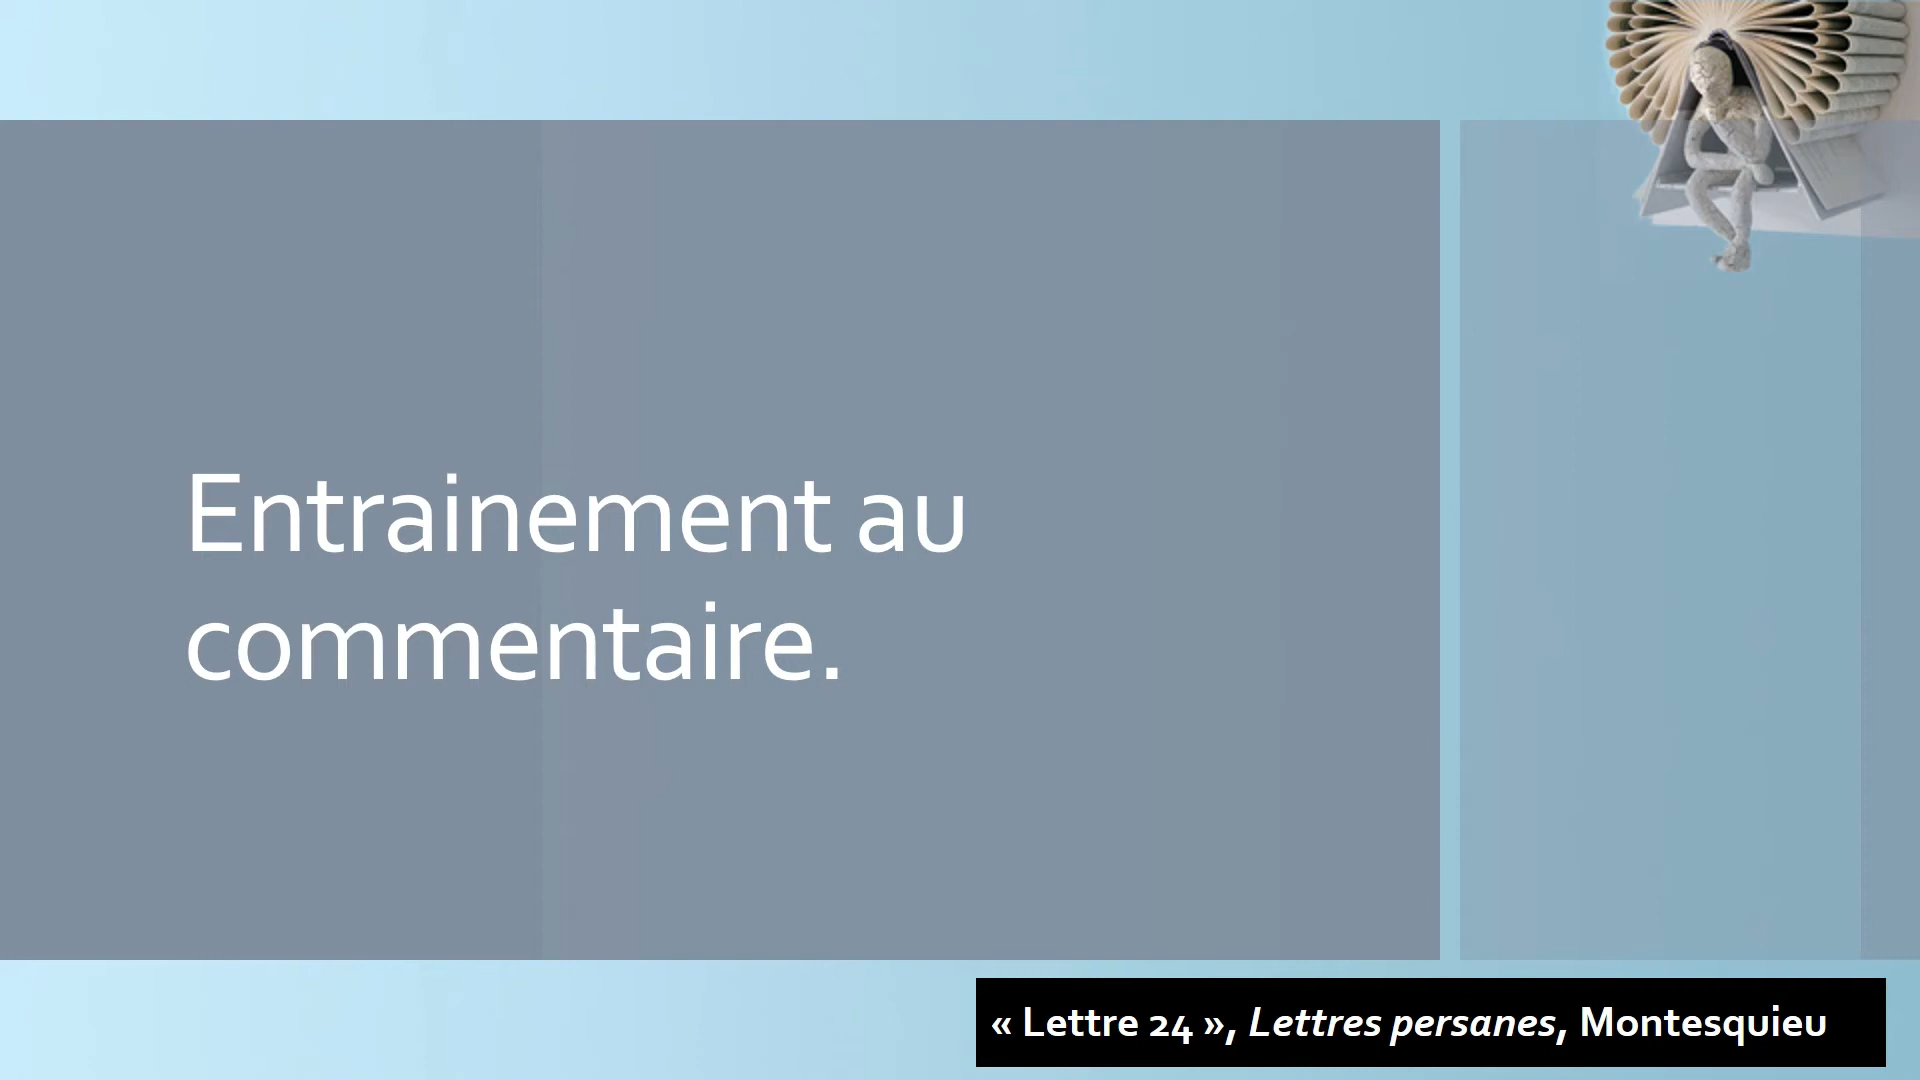 Entrainement au
commentaire.
« Lettre 24 », Lettres persanes, Montesquieu